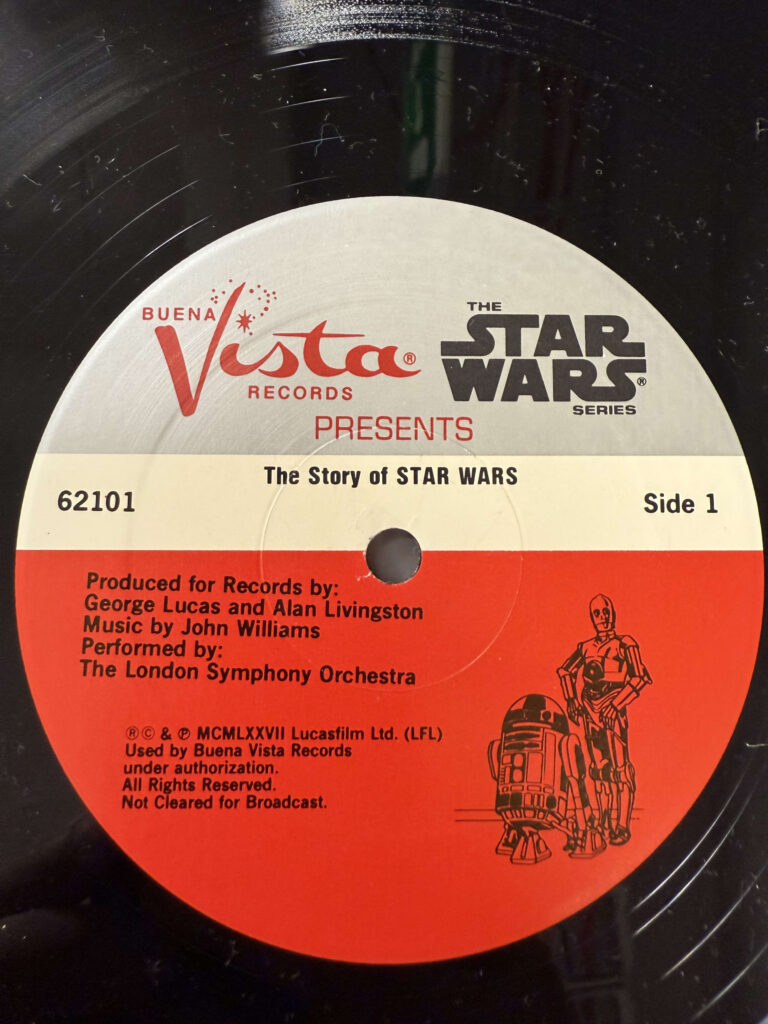 BUENA
Vista®
RECORDS
THE
STAR
WARS®
SERIES
PRESENTS
The Story of STAR WARS
62101
Side 1
Produced for Records by:
George Lucas and Alan Livingston
Music by John Williams
Performed by:
The London Symphony Orchestra
®© & ℗ MCMLXXVII Lucasfilm Ltd. (LFL)
Used by Buena Vista Records
under authorization.
All Rights Reserved.
Not Cleared for Broadcast.